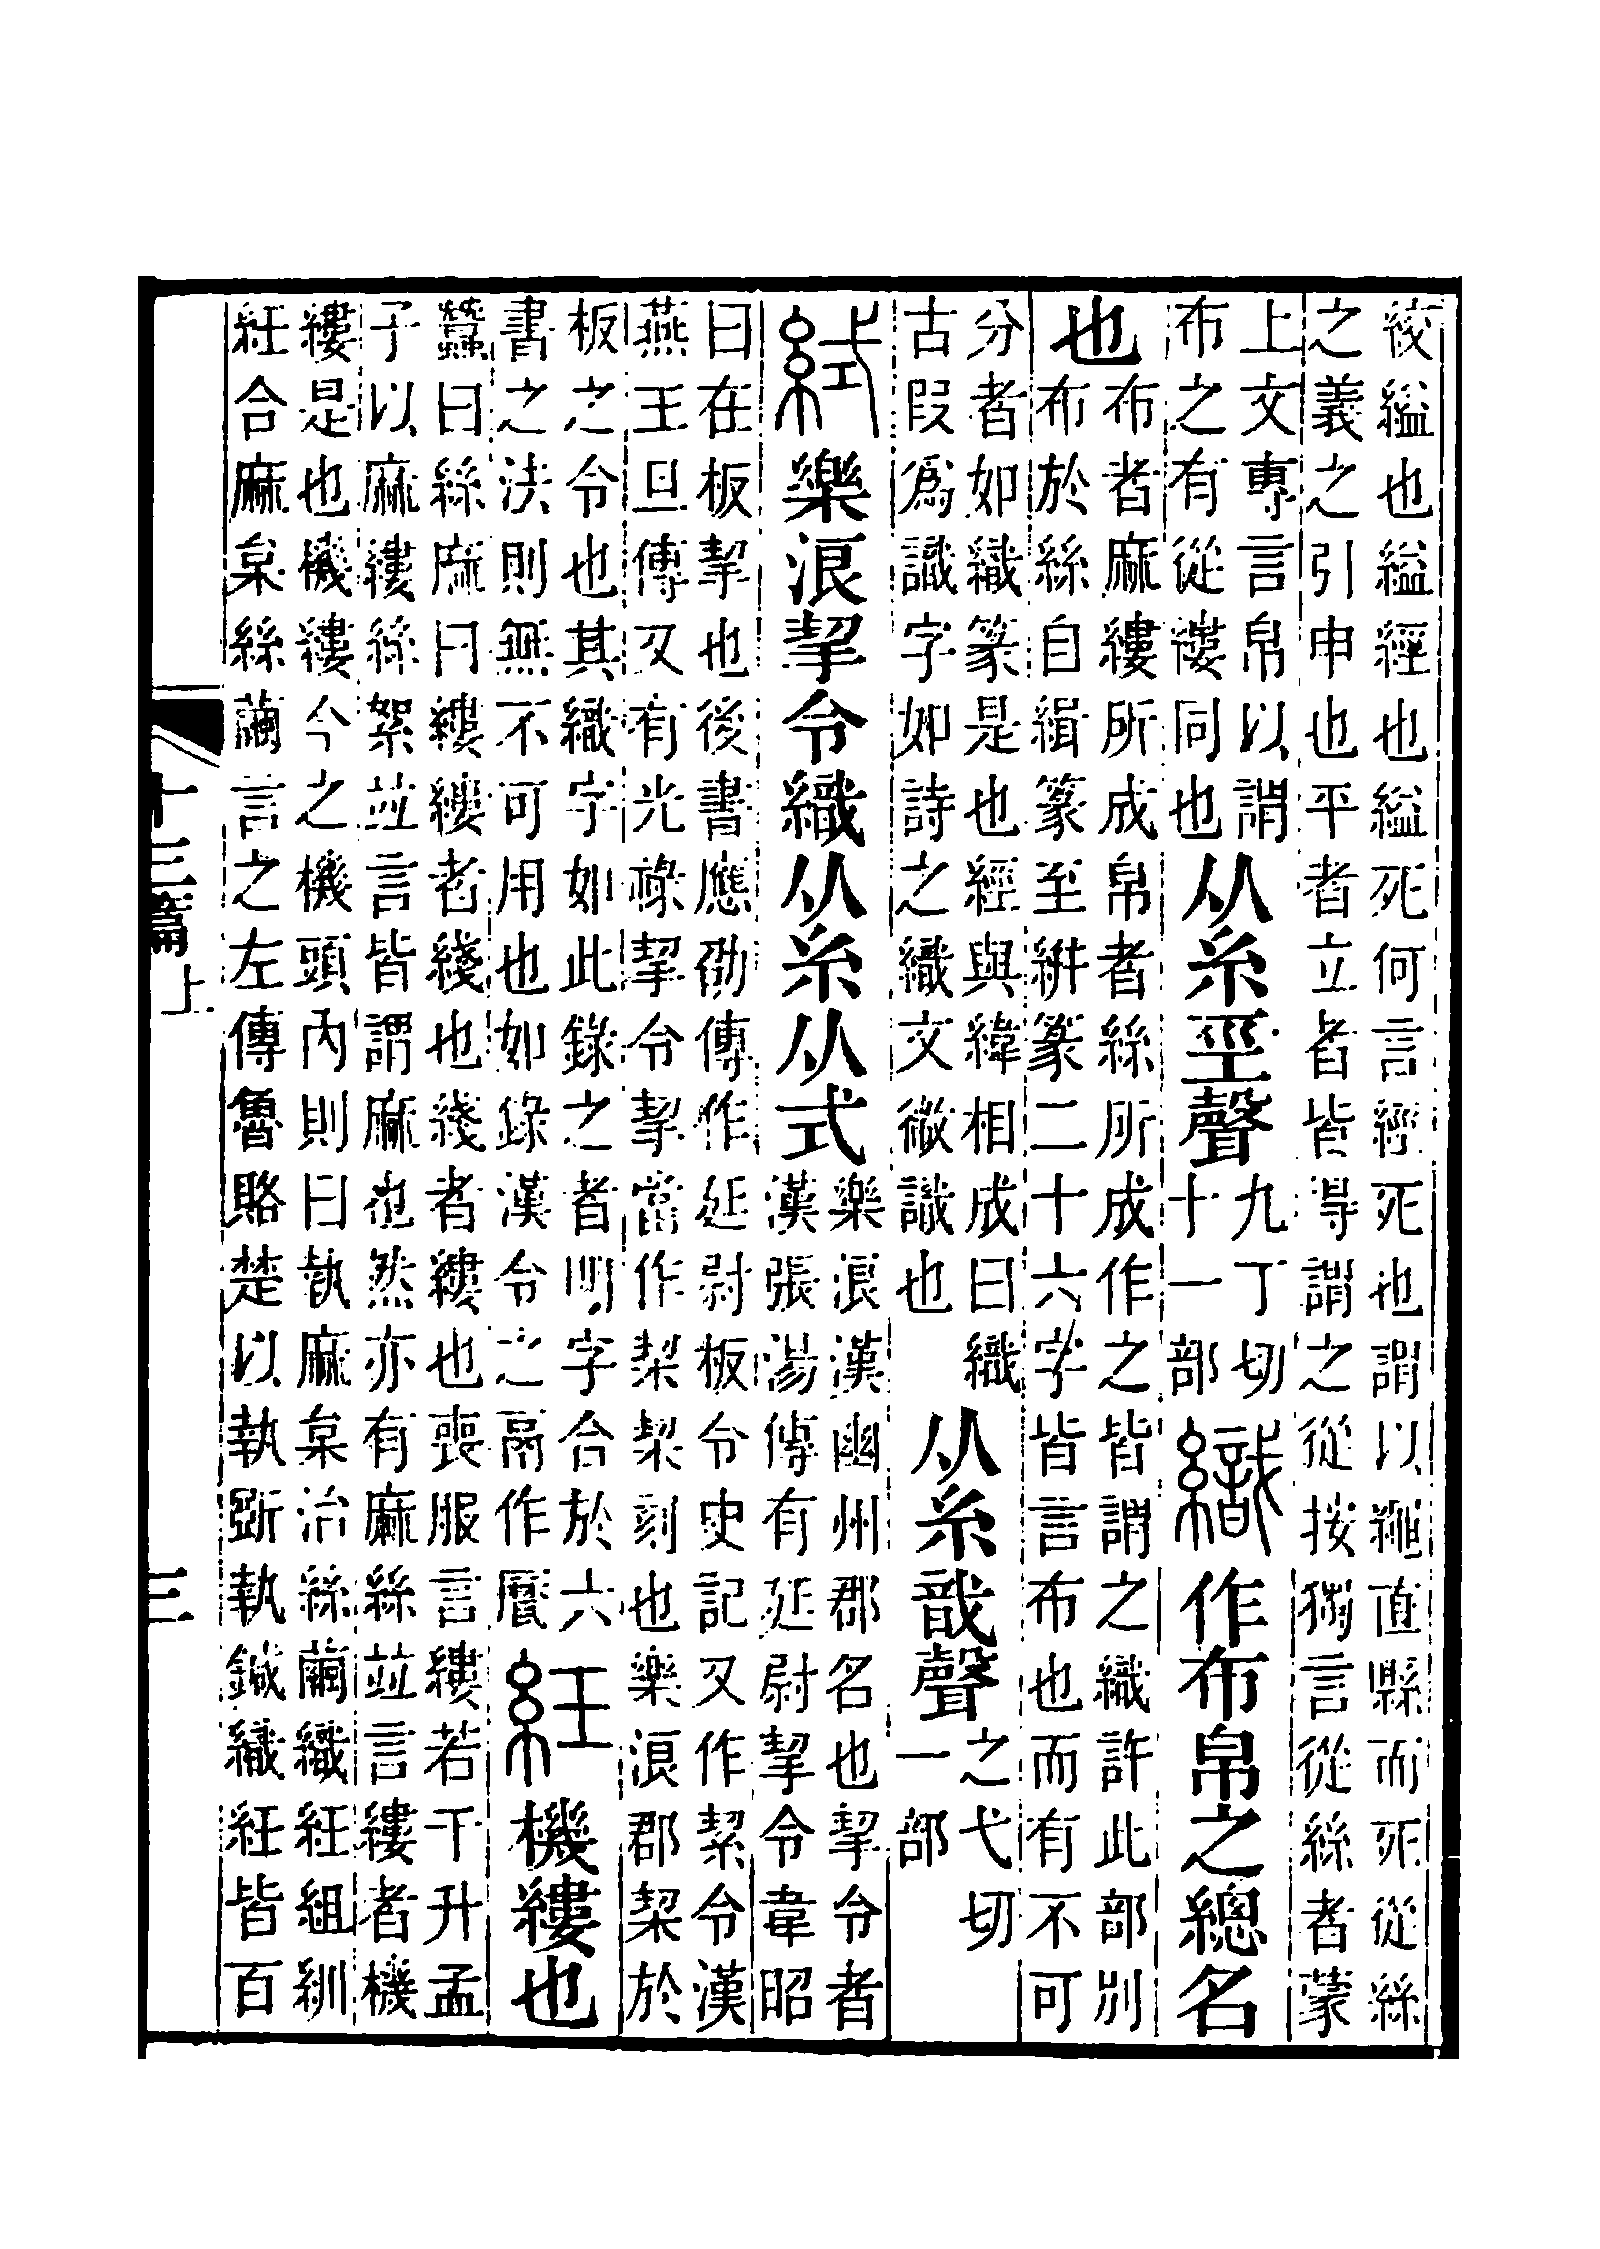 絞縊也縊經也縊死何言經死也謂以繩直縣而死從絲
之義之引申也平者立者皆得謂之從按獨言從絲者蒙
上文專言帛以謂
布之有從縷同也
从糸巠聲
九丁切
十一部
織
作布帛之總名
也
布者麻縷所成帛者絲所成作之皆謂之織許此部別
布於絲自緝篆至絣篆二十六字皆言布也而有不可
分者如織篆是也經與緯相成曰織
古叚爲識字如詩之織文微識也
从糸戠聲
之弋切
一部
𦀌
樂浪挈令織从糸从式
樂浪漢幽州郡名也挈令者
漢張湯傳有延尉挈令韋昭
曰在板挈也後書應劭傳作延尉板令史記又作絜令漢
燕王旦傳又有光祿挈令挈當作栔栔刻也樂浪郡栔於
板之令也其織字如此錄之者明字合於六
書之法則無不可用也如錄漢令之鬲作㽁
紝
機縷也
蠶曰絲麻曰縷縷者綫也綫者縷也喪服言縷若干升孟
子以麻縷絲絮並言皆謂麻也然亦有麻絲並言縷者機
縷是也機縷今之機頭內則曰執麻枲治絲繭織紝組紃
紝合麻枲絲繭言之左傳魯賂楚以執斲執鍼織紝皆百
十三篇上
三